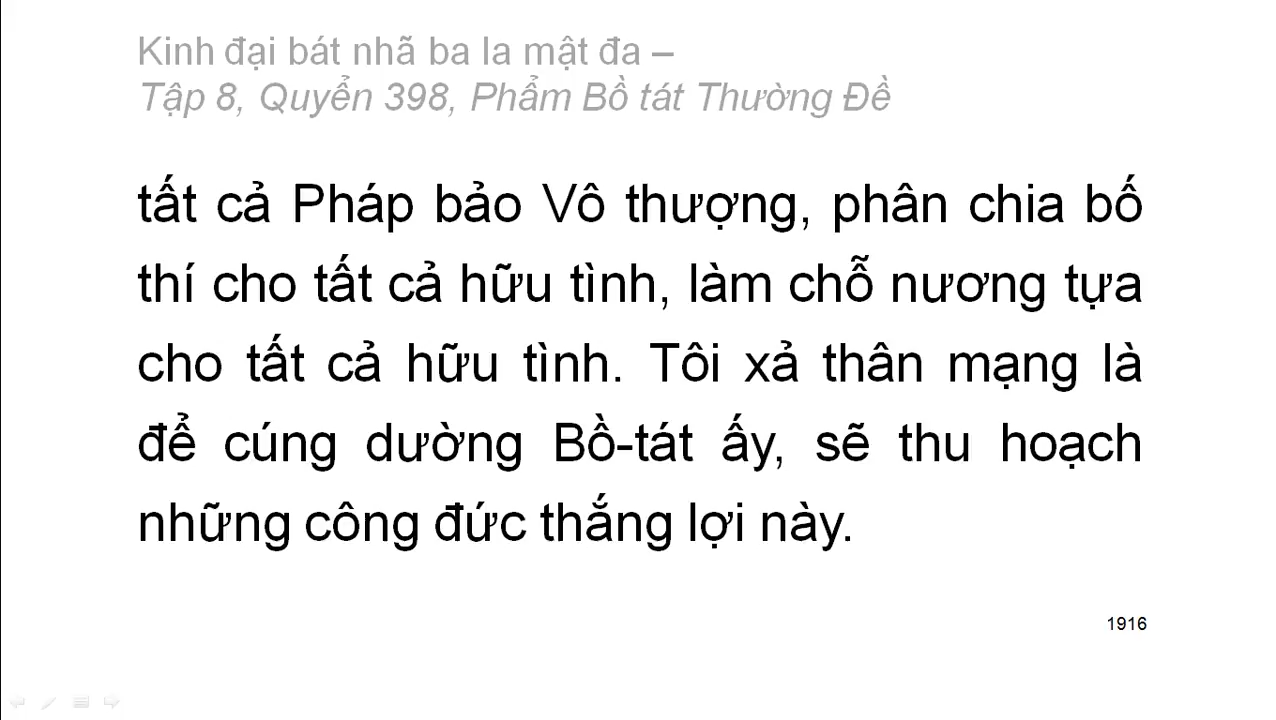 Kinh đại bát nhã ba la mật đa –
Tập 8, Quyển 398, Phẩm Bồ tát Thường Đề
tất cả Pháp bảo Vô thượng, phân chia bố
thí cho tất cả hữu tình, làm chỗ nương tựa
cho tất cả hữu tình. Tôi xả thân mạng là
để cúng dường Bồ-tát ấy, sẽ thu hoạch
những công đức thắng lợi này.
1916